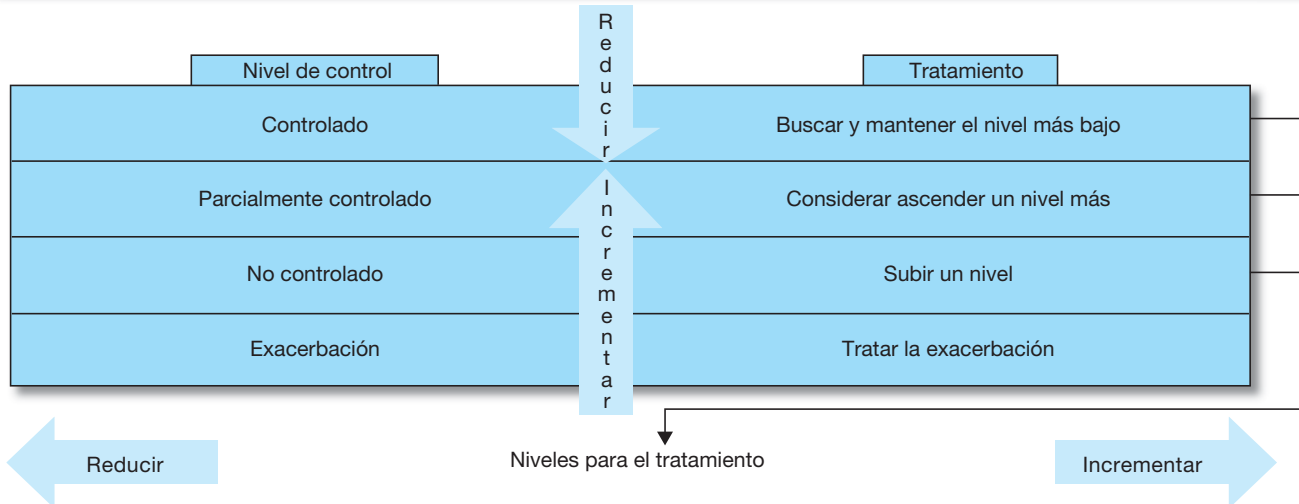 Reducir
Nivel de control
Tratamiento
Controlado
Buscar y mantener el nivel más bajo
Parcialmente controlado
Considerar ascender un nivel más
Incrementar
No controlado
Subir un nivel
Exacerbación
Tratar la exacerbación
Reducir
Niveles para el tratamiento
Incrementar